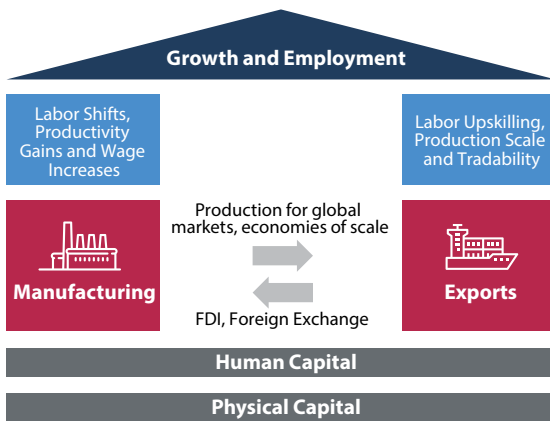 Growth and Employment
Labor Shifts,
Productivity
Gains and Wage
Increases
Labor Upskilling,
Production Scale
and Tradability
Production for global
markets, economies of scale
Manufacturing
Exports
FDI, Foreign Exchange
Human Capital
Physical Capital